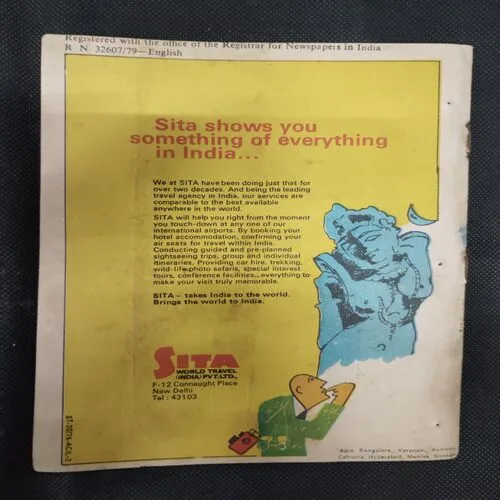 Registered with the office of the Registrar for Newspapers in India
R N 32607/79—English
Sita shows you
something of everything
in India...
We at SITA have been doing just that for
over two decades. And being the leading
travel agency in India, our services are
comparable to the best available
anywhere in the world.
SITA will help you right from the moment
you touch-down at any one of our
international airports. By booking your
hotel accommodation, confirming your
air seats for travel within India.
Conducting guided and pre-planned
sightseeing trips, group and individual
itineraries. Providing car hire, trekking,
wild-life photo safaris, special interest
tours, conference facilities...everything to
make your visit truly memorable.
SITA — takes India to the world.
Brings the world to India.
SITA
WORLD TRAVEL
(INDIA) PVT. LTD.,
F-12 Connaught Place
New Delhi
Tel : 43103
Agra, Bangalore, Varanasi, Bombay,
Calcutta, Hyderabad, Madras,